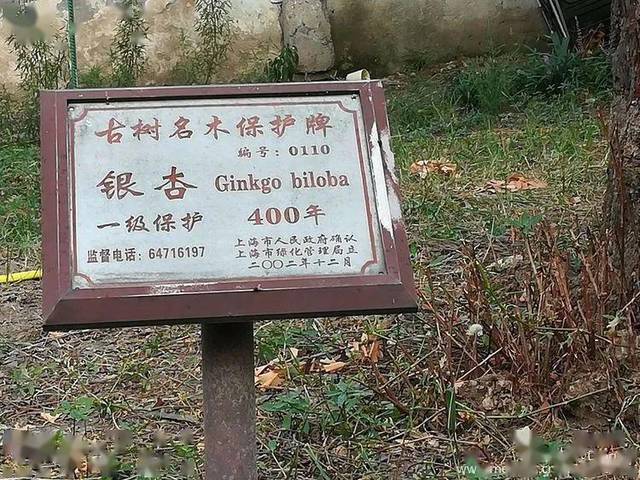 古树名木保护牌
编号：0110
银杏 Ginkgo biloba
一级保护 400年
监督电话：64716197
上海市人民政府确认
上海市绿化管理局立
二〇〇二年十二月